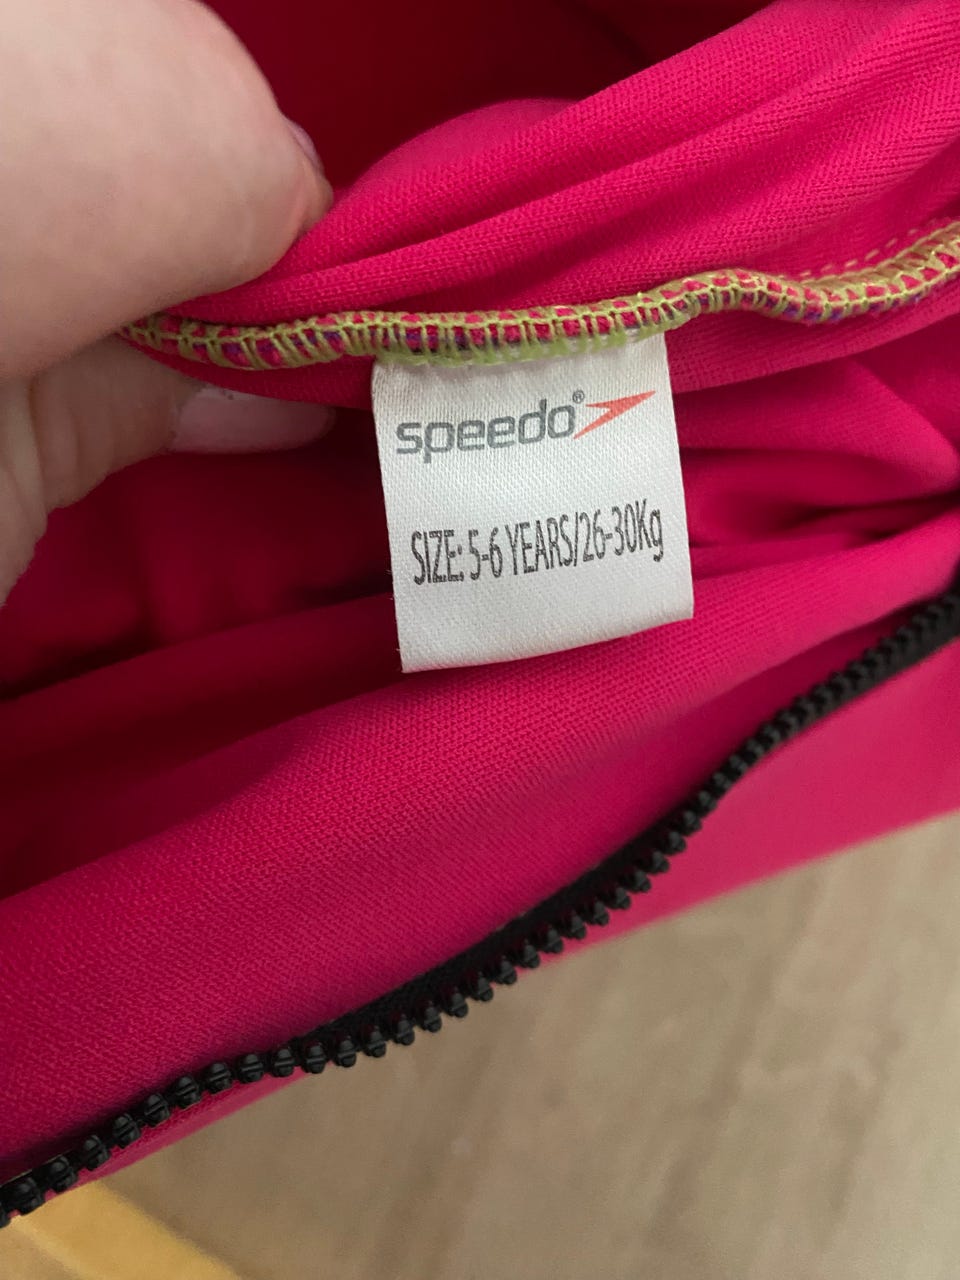 speedo®
SIZE: 5-6 YEARS/26-30Kg